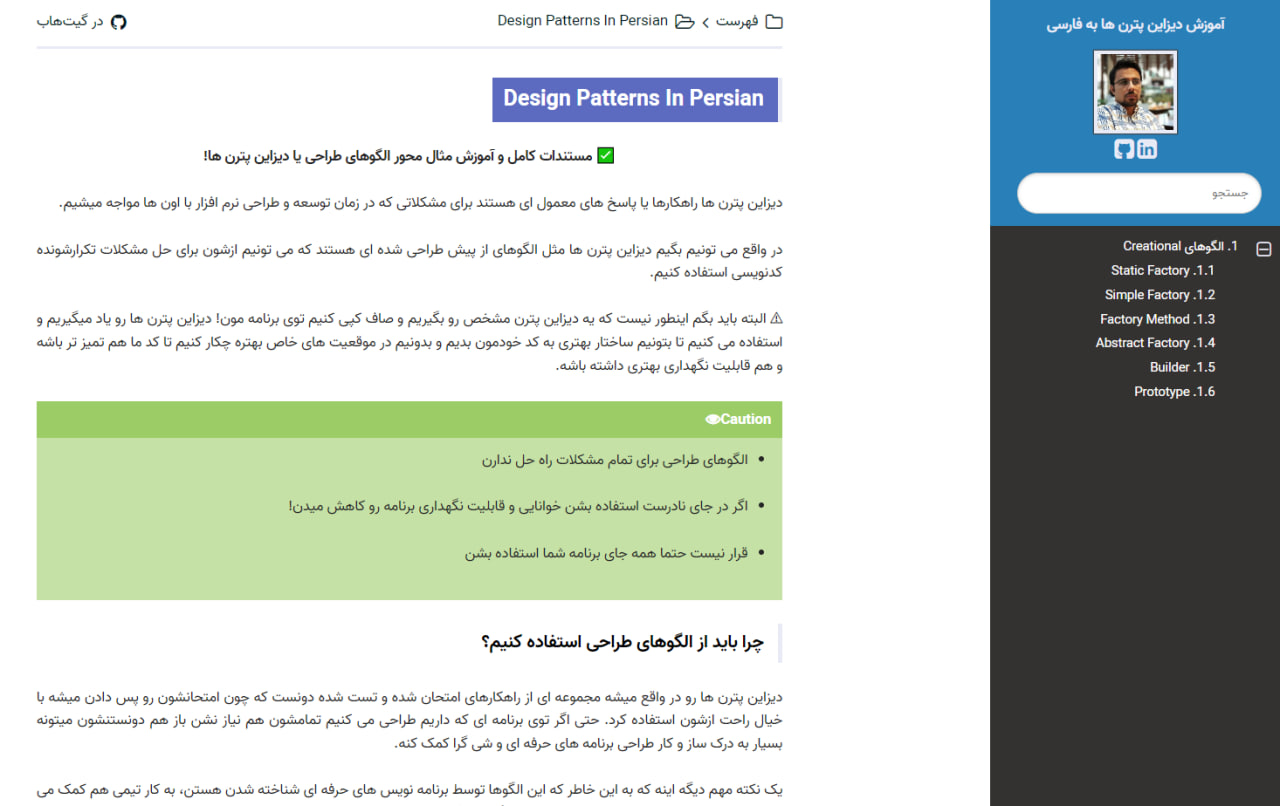 آموزش دیزاین پترن ها به فارسی
جستجو
1. الگوهای Creational
1.1. Static Factory
1.2. Simple Factory
1.3. Factory Method
1.4. Abstract Factory
1.5. Builder
1.6. Prototype
فهرست › Design Patterns In Persian
در گیت‌هاب
Design Patterns In Persian
✅ مستندات کامل و آموزش مثال محور الگوهای طراحی یا دیزاین پترن ها!
دیزاین پترن ها راهکارها یا پاسخ های معمول ای هستند برای مشکلاتی که در زمان توسعه و طراحی نرم افزار با اون ها مواجه میشیم.
در واقع می تونیم بگیم دیزاین پترن ها مثل الگوهای از پیش طراحی شده ای هستند که می تونیم ازشون برای حل مشکلات تکرارشونده
کدنویسی استفاده کنیم.
⚠ البته باید بگم اینطور نیست که یه دیزاین پترن مشخص رو بگیریم و صاف کپی کنیم توی برنامه مون! دیزاین پترن ها رو یاد میگیریم و
استفاده می کنیم تا بتونیم ساختار بهتری به کد خودمون بدیم و بدونیم در موقعیت های خاص بهتره چکار کنیم تا کد ما هم تمیز تر باشه
و هم قابلیت نگهداری بهتری داشته باشه.
Caution
• الگوهای طراحی برای تمام مشکلات راه حل ندارن
• اگر در جای نادرست استفاده بشن خوانایی و قابلیت نگهداری برنامه رو کاهش میدن!
• قرار نیست حتما همه جای برنامه شما استفاده بشن
چرا باید از الگوهای طراحی استفاده کنیم؟
دیزاین پترن ها رو در واقع میشه مجموعه ای از راهکارهای امتحان شده و تست شده دونست که چون امتحانشون رو پس دادن میشه با
خیال راحت ازشون استفاده کرد. حتی اگر توی برنامه ای که داریم طراحی می کنیم تمامشون هم نیاز نشن باز هم دونستنشون میتونه
بسیار به درک ساز و کار طراحی برنامه های حرفه ای و شی گرا کمک کنه.
یک نکته مهم دیگه اینه که به این خاطر که این الگوها توسط برنامه نویس های حرفه ای شناخته شدن هستن، به کار تیمی هم کمک می